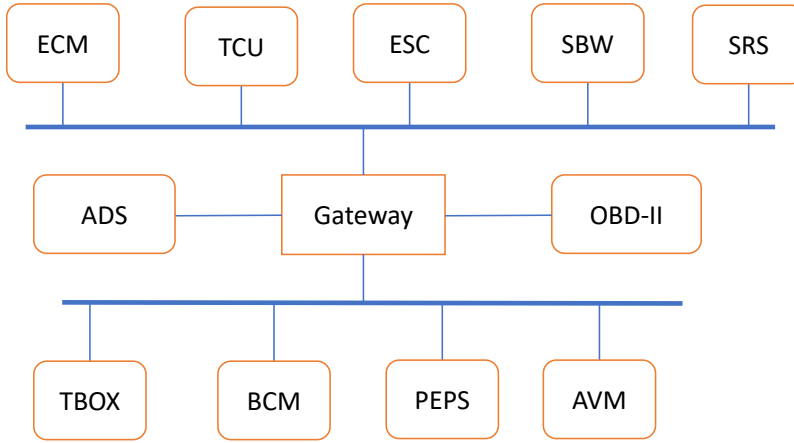 ECM
TCU
ESC
SBW
SRS
ADS
Gateway
OBD-II
TBOX
BCM
PEPS
AVM